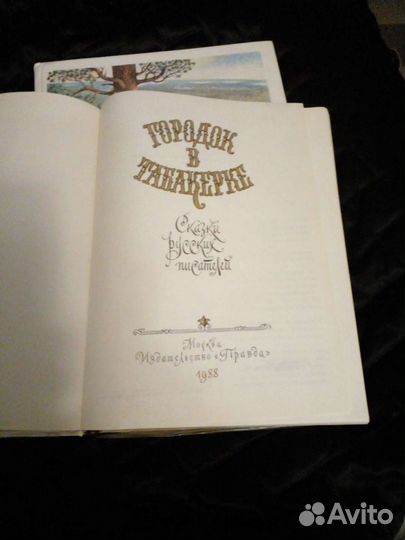 ГОРОДОК
В
ТАБАКЕРКЕ
Сказки
русских
писателей
Москва
Издательство «Правда»
1988
Avito